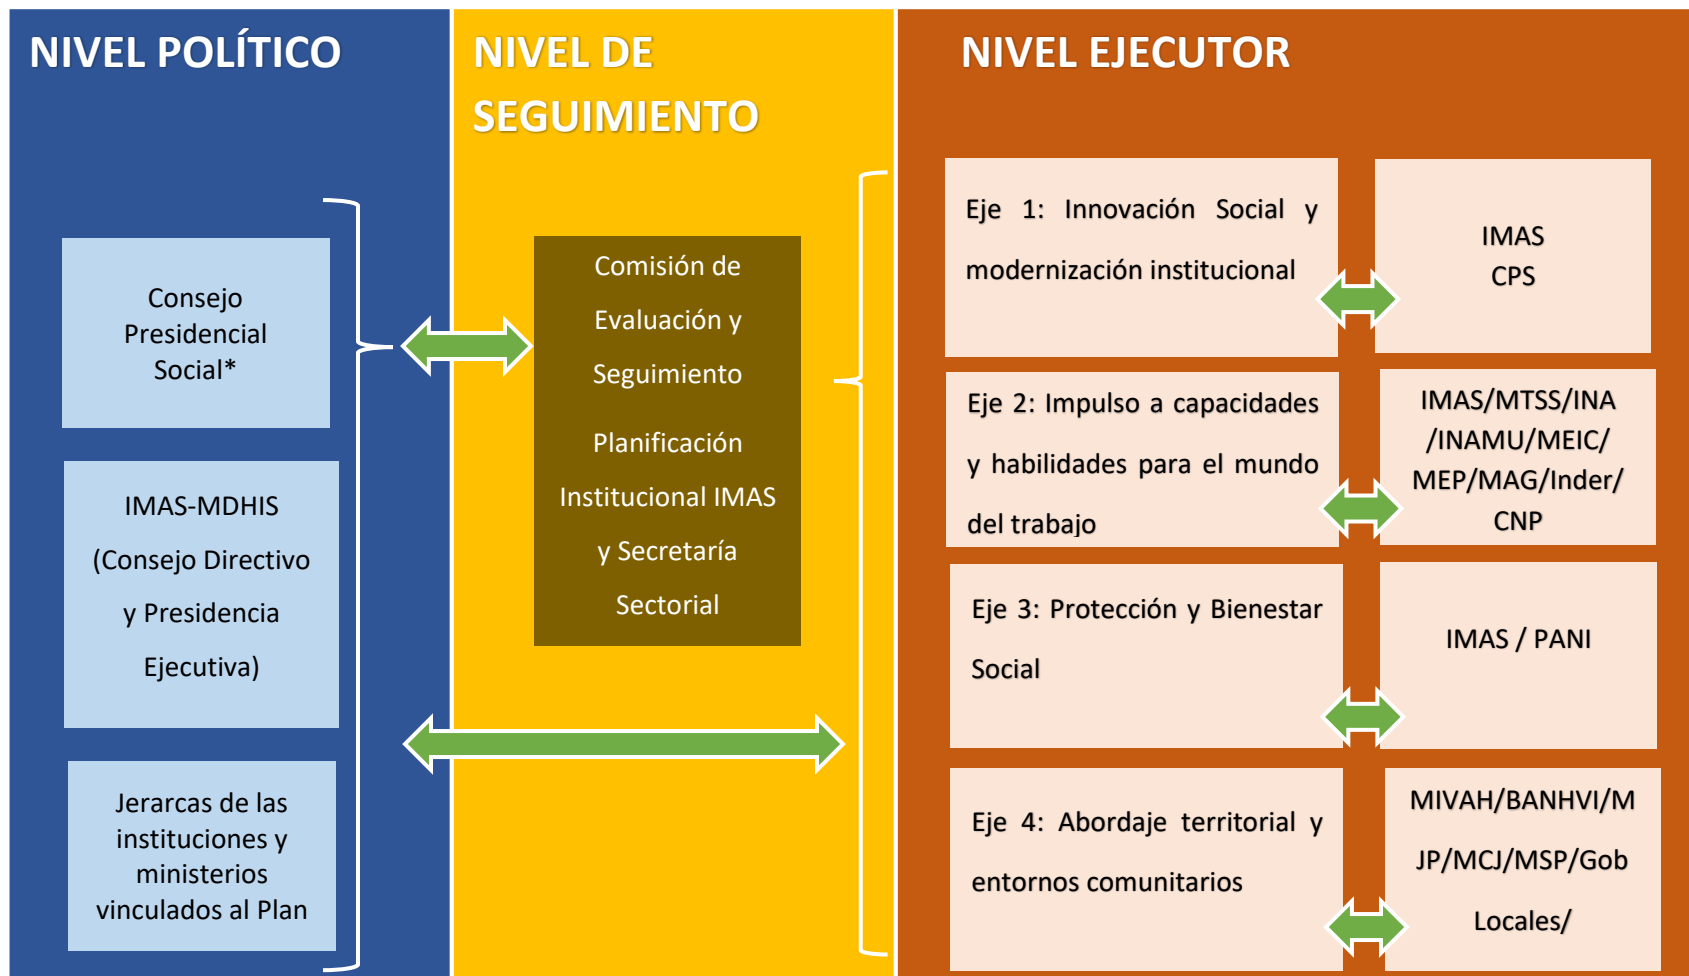 NIVEL POLÍTICO
Consejo
Presidencial
Social*
IMAS-MDHIS
(Consejo Directivo
y Presidencia
Ejecutiva)
Jerarcas de las
instituciones y
ministerios
vinculados al Plan
NIVEL DE
SEGUIMIENTO
Comisión de
Evaluación y
Seguimiento
Planificación
Institucional IMAS
y Secretaría
Sectorial
NIVEL EJECUTOR
Eje 1: Innovación Social y
modernización institucional
IMAS
CPS
Eje 2: Impulso a capacidades
y habilidades para el mundo
del trabajo
IMAS/MTSS/INA
/INAMU/MEIC/
MEP/MAG/Inder/
CNP
Eje 3: Protección y Bienestar
Social
IMAS / PANI
Eje 4: Abordaje territorial y
entornos comunitarios
MIVAH/BANHVI/M
JP/MCJ/MSP/Gob
Locales/